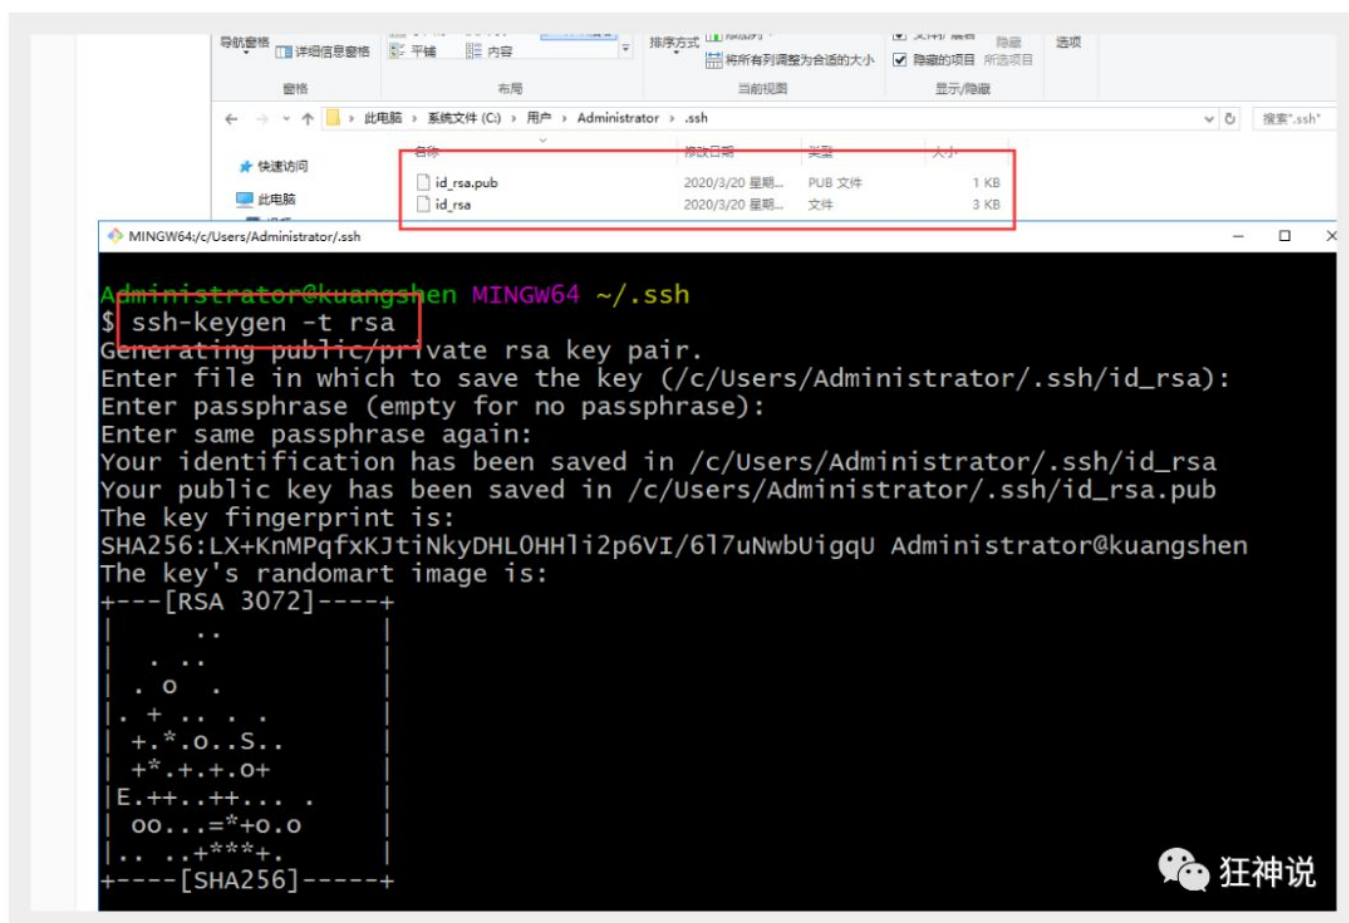 导航窗格
详细信息窗格
平铺
内容
排序方式
将所有列调整为合适的大小
隐藏的项目
隐藏
所选项目
选项
窗格
布局
当前视图
显示/隐藏
此电脑 › 系统文件 (C:) › 用户 › Administrator › .ssh
搜索".ssh"
名称 修改日期 类型 大小
快速访问
id_rsa.pub 2020/3/20 星期... PUB 文件 1 KB
此电脑
id_rsa 2020/3/20 星期... 文件 3 KB
MINGW64:/c/Users/Administrator/.ssh
Administrator@kuangshen MINGW64 ~/.ssh
$ ssh-keygen -t rsa
Generating public/private rsa key pair.
Enter file in which to save the key (/c/Users/Administrator/.ssh/id_rsa):
Enter passphrase (empty for no passphrase):
Enter same passphrase again:
Your identification has been saved in /c/Users/Administrator/.ssh/id_rsa
Your public key has been saved in /c/Users/Administrator/.ssh/id_rsa.pub
The key fingerprint is:
SHA256:LX+KnMPqfxKJtiNkyDHLOHHli2p6VI/6l7uNwbUigqU Administrator@kuangshen
The key's randomart image is:
+---[RSA 3072]----+
|      ..         |
|   . ..          |
|  . o  .         |
|. + .. . .       |
|  +.*.o..S..     |
|  +*.+.+.o+      |
|E.++..++... .    |
|  oo...=*+o.o    |
|.. ..+***+.      |
+----[SHA256]-----+
狂神说